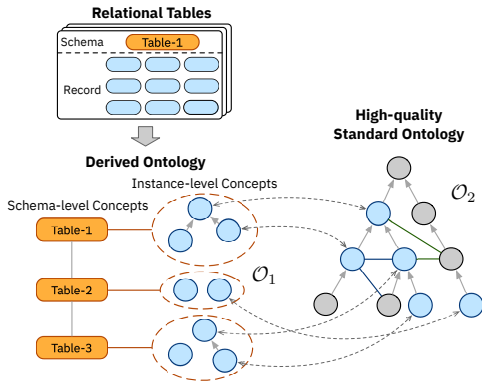 Relational Tables
Schema
Table-1
Record
High-quality
Standard Ontology
Derived Ontology
Instance-level Concepts
Schema-level Concepts
Table-1
Table-2
Table-3
O₁
O₂